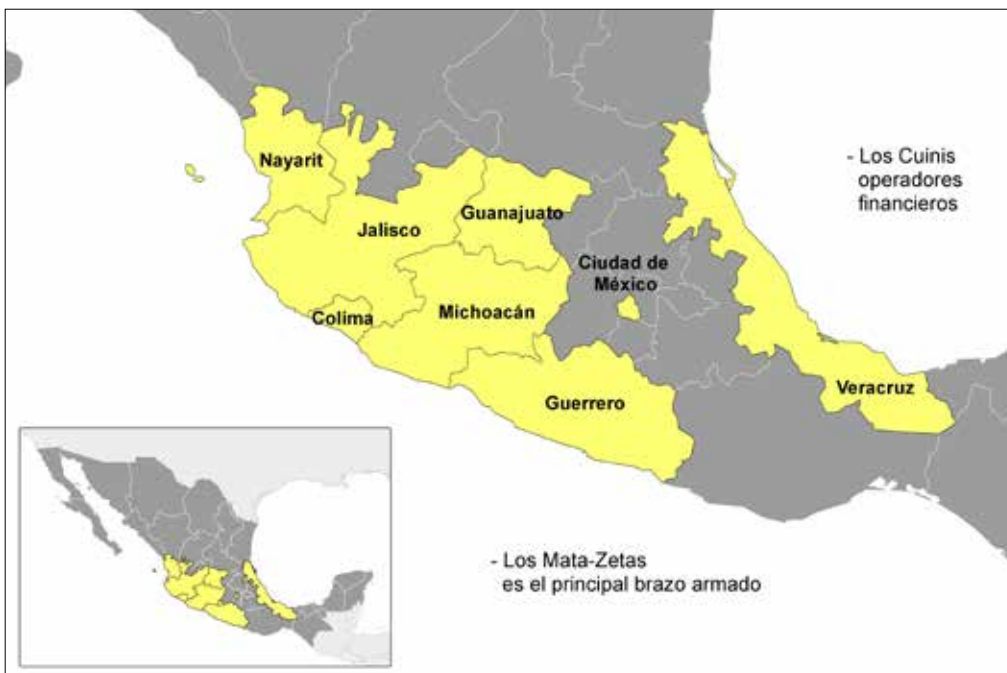 Nayarit
- Los Cuinis
operadores
financieros
Guanajuato
Jalisco
Ciudad de
México
Colima
Michoacán
Veracruz
Guerrero
- Los Mata-Zetas
es el principal brazo armado